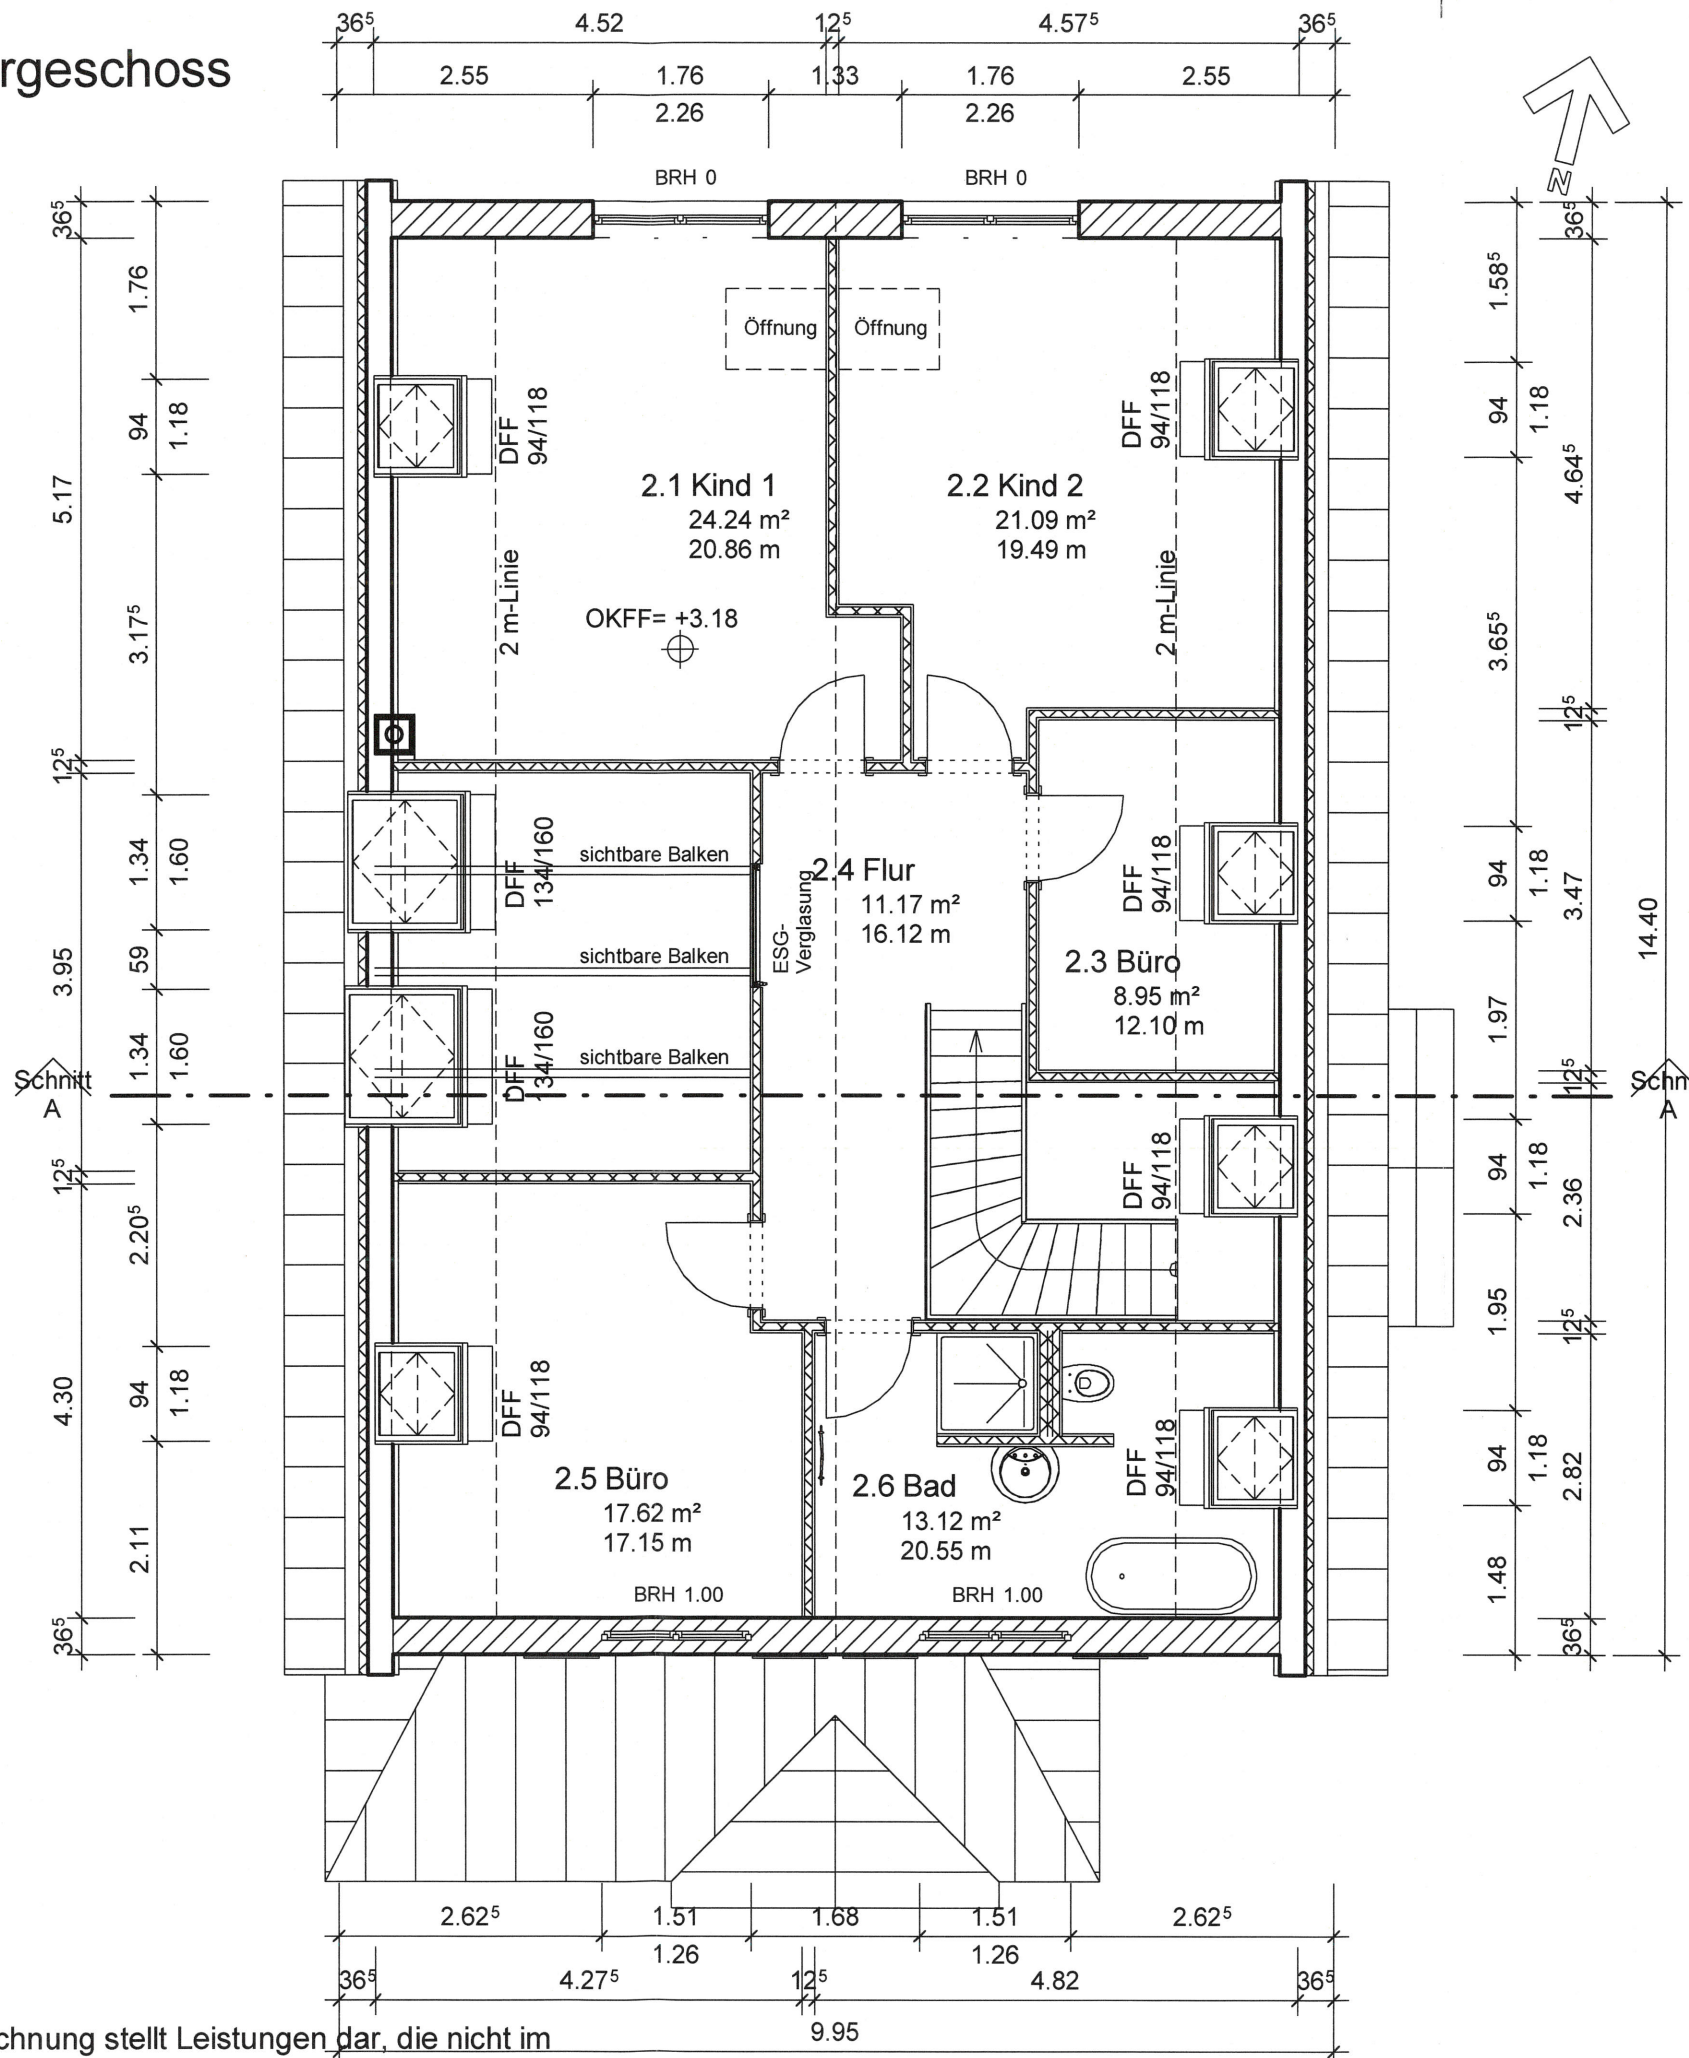 rgeschoss
36⁵ 4.52 12⁵ 4.57⁵ 36⁵
2.55 1.76 1.33 1.76 2.55
2.26 2.26
N
BRH 0 BRH 0
36⁵
1.76
94
1.18
5.17
3.17⁵
12⁵
1.34
1.60
59
3.95
1.34
1.60
12⁵
2.20⁵
94
1.18
4.30
2.11
36⁵
Öffnung Öffnung
DFF
94/118
DFF
94/118
2.1 Kind 1
24.24 m²
20.86 m
2.2 Kind 2
21.09 m²
19.49 m
2 m-Linie
2 m-Linie
OKFF= +3.18
sichtbare Balken
DFF
134/160
sichtbare Balken
ESG-
Verglasung
2.4 Flur
11.17 m²
16.12 m
DFF
94/118
2.3 Büro
8.95 m²
12.10 m
sichtbare Balken
DFF
134/160
Schnitt
A
Schn
A
DFF
94/118
DFF
94/118
2.5 Büro
17.62 m²
17.15 m
2.6 Bad
13.12 m²
20.55 m
DFF
94/118
BRH 1.00 BRH 1.00
36⁵
1.58⁵
94
1.18
4.64⁵
3.65⁵
12⁵
94
1.18
3.47
14.40
1.97
12⁵
94
1.18
2.36
1.95
12⁵
94
1.18
2.82
1.48
36⁵
2.62⁵ 1.51 1.68 1.51 2.62⁵
1.26 1.26
36⁵ 4.27⁵ 12⁵ 4.82 36⁵
9.95
chnung stellt Leistungen dar, die nicht im